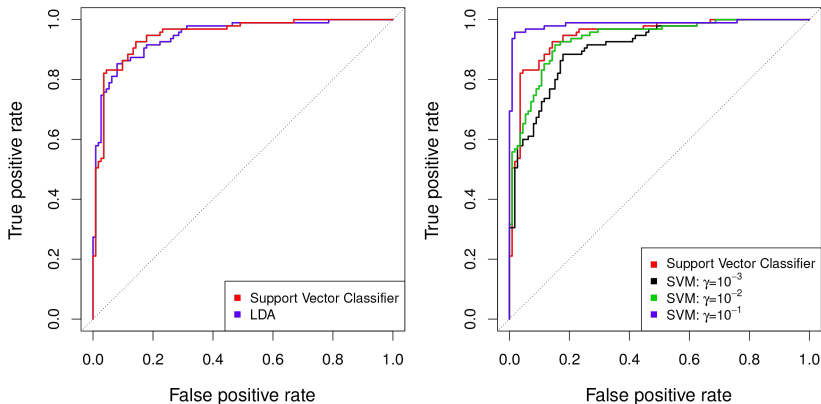 True positive rate
1.0
0.8
0.6
0.4
0.2
0.0
0.0 0.2 0.4 0.6 0.8 1.0
False positive rate
Support Vector Classifier
LDA
True positive rate
1.0
0.8
0.6
0.4
0.2
0.0
0.0 0.2 0.4 0.6 0.8 1.0
False positive rate
Support Vector Classifier
SVM: γ=10⁻³
SVM: γ=10⁻²
SVM: γ=10⁻¹